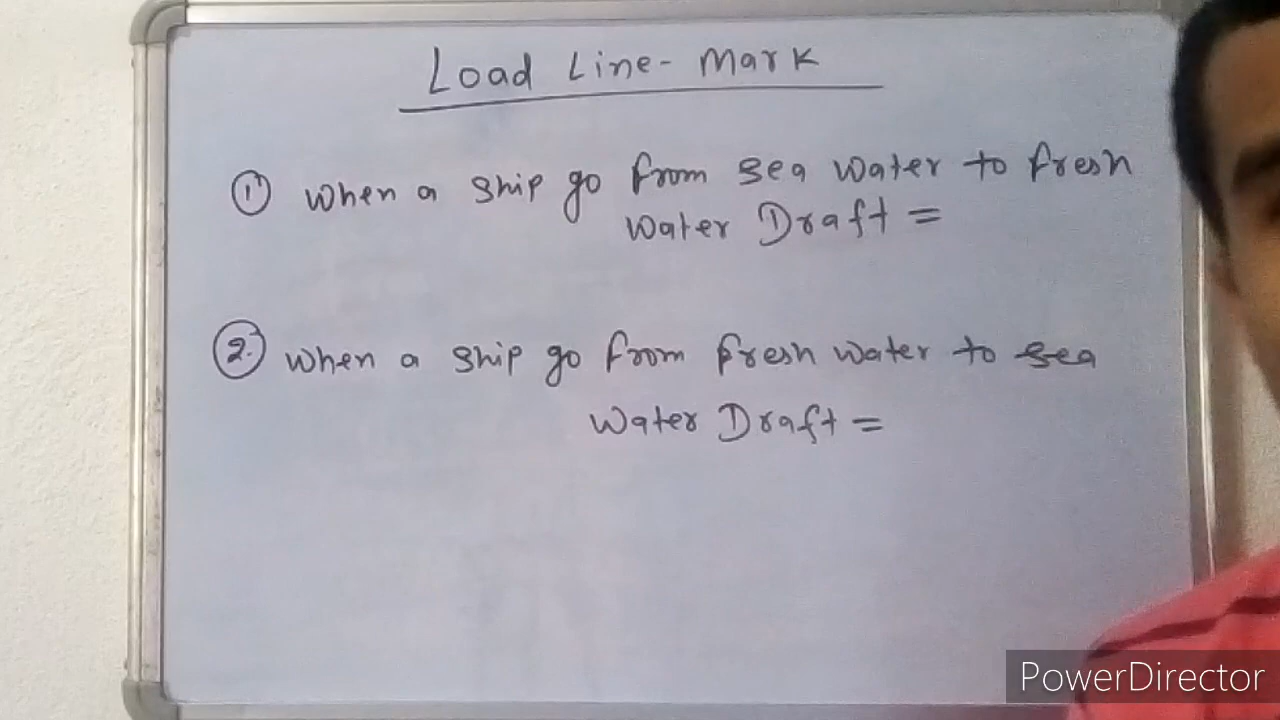 Load Line-Mark
① When a ship go from sea water to fresh
Water Draft =
②. When a ship go from fresh water to sea
Water Draft =
PowerDirector